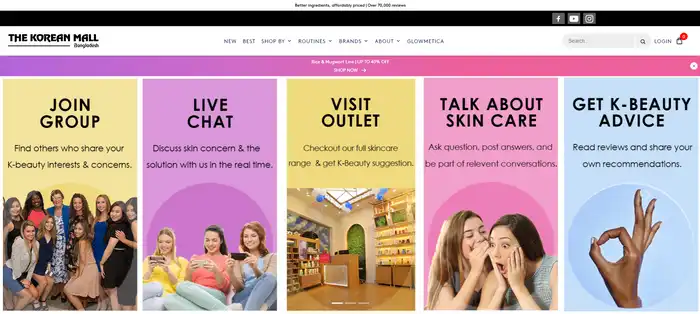 Better ingredients, affordably priced | Over 70,000 reviews
THE KOREAN MALL
Bangladesh
NEW BEST SHOP BY ROUTINES BRANDS ABOUT GLOWMETICA
Search
LOGIN
0
Rice & Mugwort Line | UP TO 40% OFF
SHOP NOW
JOIN
GROUP
Find others who share your
K-beauty interests & concerns.
LIVE
CHAT
Discuss skin concern & the
solution with us in the real time.
VISIT
OUTLET
Checkout our full skincare
range & get K-Beauty suggestion.
TALK ABOUT
SKIN CARE
Ask question, post answers, and
be part of relevent conversations.
GET K-BEAUTY
ADVICE
Read reviews and share your
own recommendations.